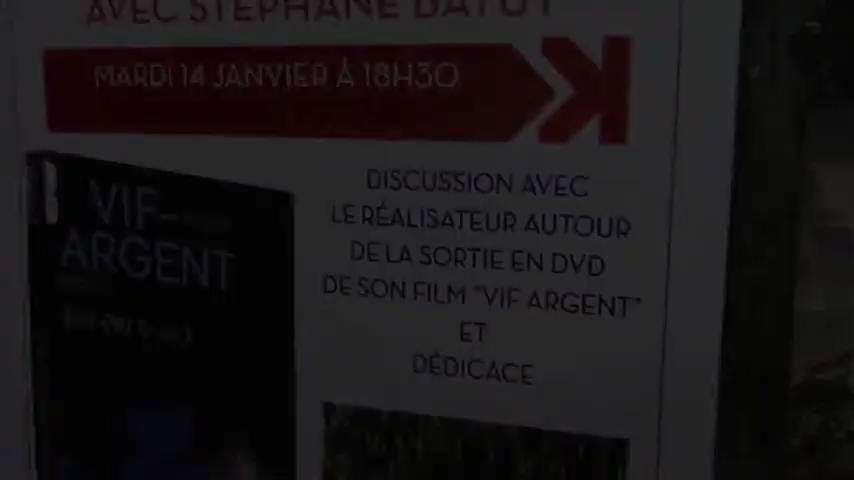 AVEC STÉPHANE BATUT
MARDI 14 JANVIER À 18H30
DISCUSSION AVEC
LE RÉALISATEUR AUTOUR
DE LA SORTIE EN DVD
DE SON FILM "VIF ARGENT"
ET
DÉDICACE
VIF-
ARGENT